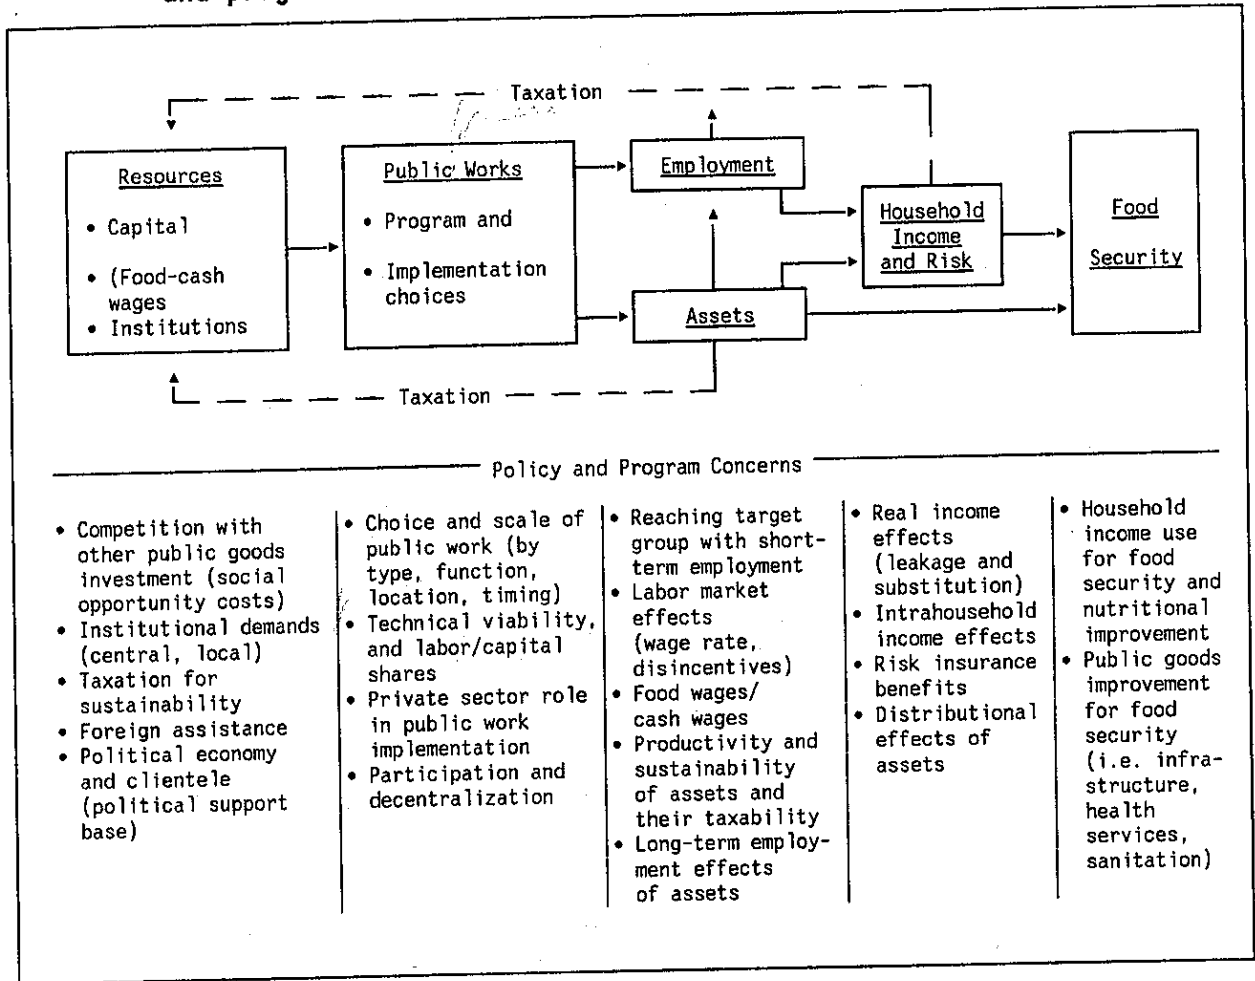 Taxation
Resources
• Capital
• (Food-cash
wages
• Institutions
Public Works
• Program and
• Implementation
choices
Employment
Assets
Household
Income
and Risk
Food
Security
Taxation
Policy and Program Concerns
• Competition with
other public goods
investment (social
opportunity costs)
• Institutional demands
(central, local)
• Taxation for
sustainability
• Foreign assistance
• Political economy
and clientele
(political support
base)
• Choice and scale of
public work (by
type, function,
location, timing)
• Technical viability,
and labor/capital
shares
• Private sector role
in public work
implementation
• Participation and
decentralization
• Reaching target
group with short-
term employment
• Labor market
effects
(wage rate,
disincentives)
• Food wages/
cash wages
• Productivity and
sustainability
of assets and
their taxability
• Long-term employ-
ment effects
of assets
• Real income
effects
(leakage and
substitution)
• Intrahousehold
income effects
• Risk insurance
benefits
• Distributional
effects of
assets
• Household
income use
for food
security and
nutritional
improvement
• Public goods
improvement
for food
security
(i.e. infra-
structure,
health
services,
sanitation)